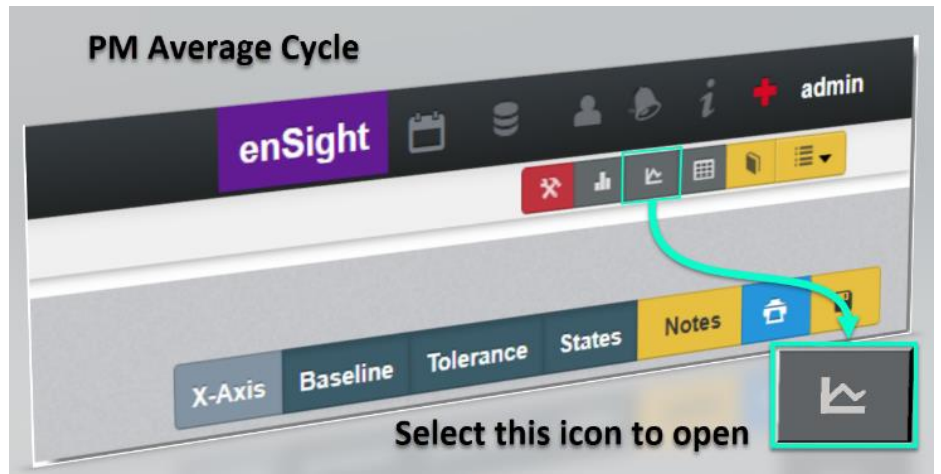 PM Average Cycle
enSight
admin
X-Axis Baseline Tolerance States Notes
Select this icon to open